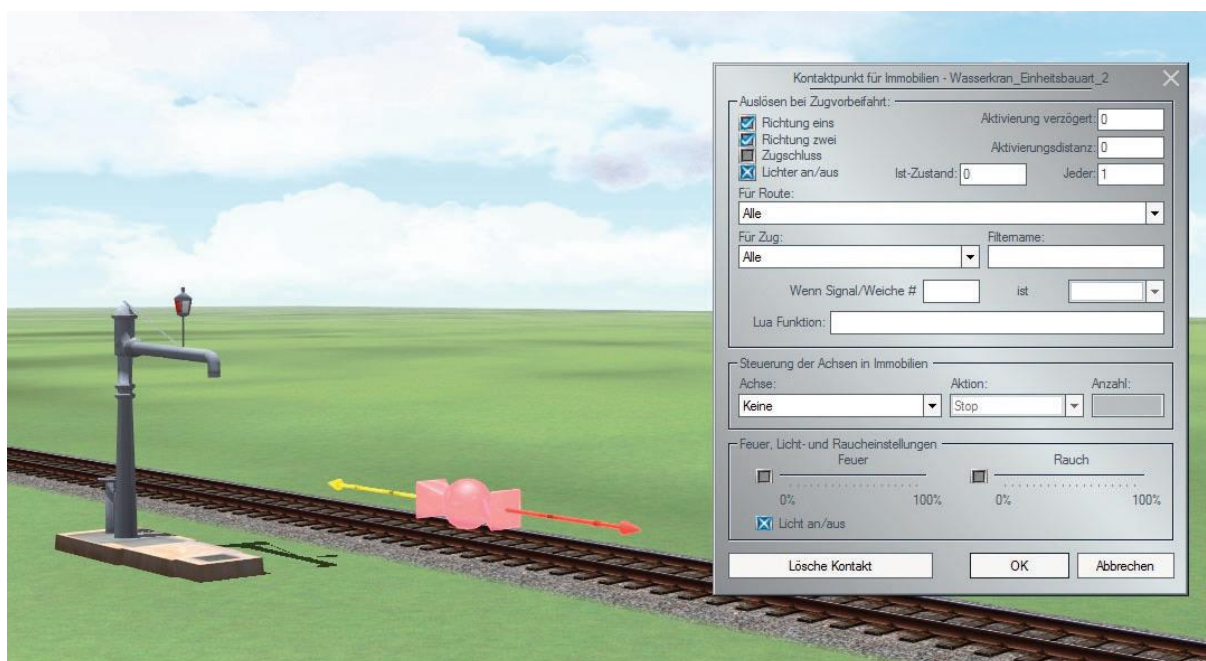 Kontaktpunkt für Immobilien - Wasserkran_Einheitsbauart_2
Auslösen bei Zugvorbeifahrt:
Richtung eins
Aktivierung verzögert: 0
Richtung zwei
Zugschluss
Aktivierungsdistanz: 0
Lichter an/aus
Ist-Zustand: 0
Jeder: 1
Für Route:
Alle
Für Zug:
Filtername:
Alle
Wenn Signal/Weiche #
ist
Lua Funktion:
Steuerung der Achsen in Immobilien
Achse:
Aktion:
Anzahl:
Keine
Stop
Feuer, Licht- und Raucheinstellungen
Feuer
Rauch
0% 100%
0% 100%
Licht an/aus
Lösche Kontakt
OK
Abbrechen